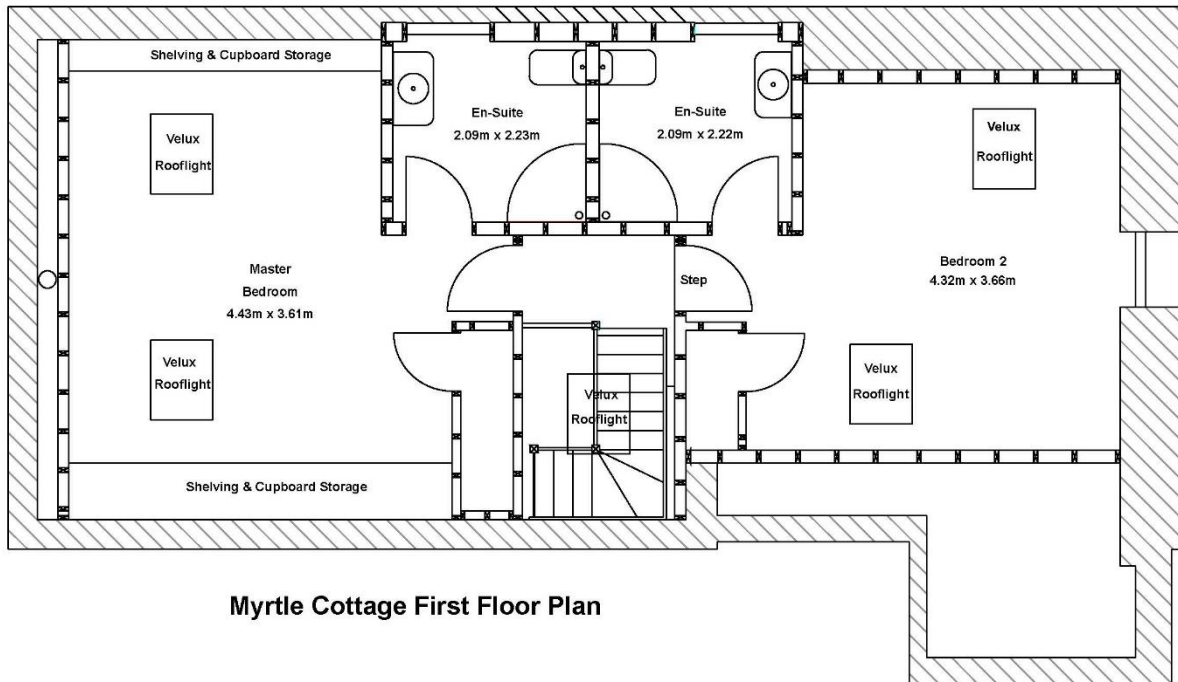 Shelving & Cupboard Storage
En-Suite
2.09m x 2.23m
En-Suite
2.09m x 2.22m
Velux
Rooflight
Velux
Rooflight
Master
Bedroom
4.43m x 3.61m
Step
Bedroom 2
4.32m x 3.66m
Velux
Rooflight
Velux
Rooflight
Velux
Rooflight
Shelving & Cupboard Storage
Myrtle Cottage First Floor Plan